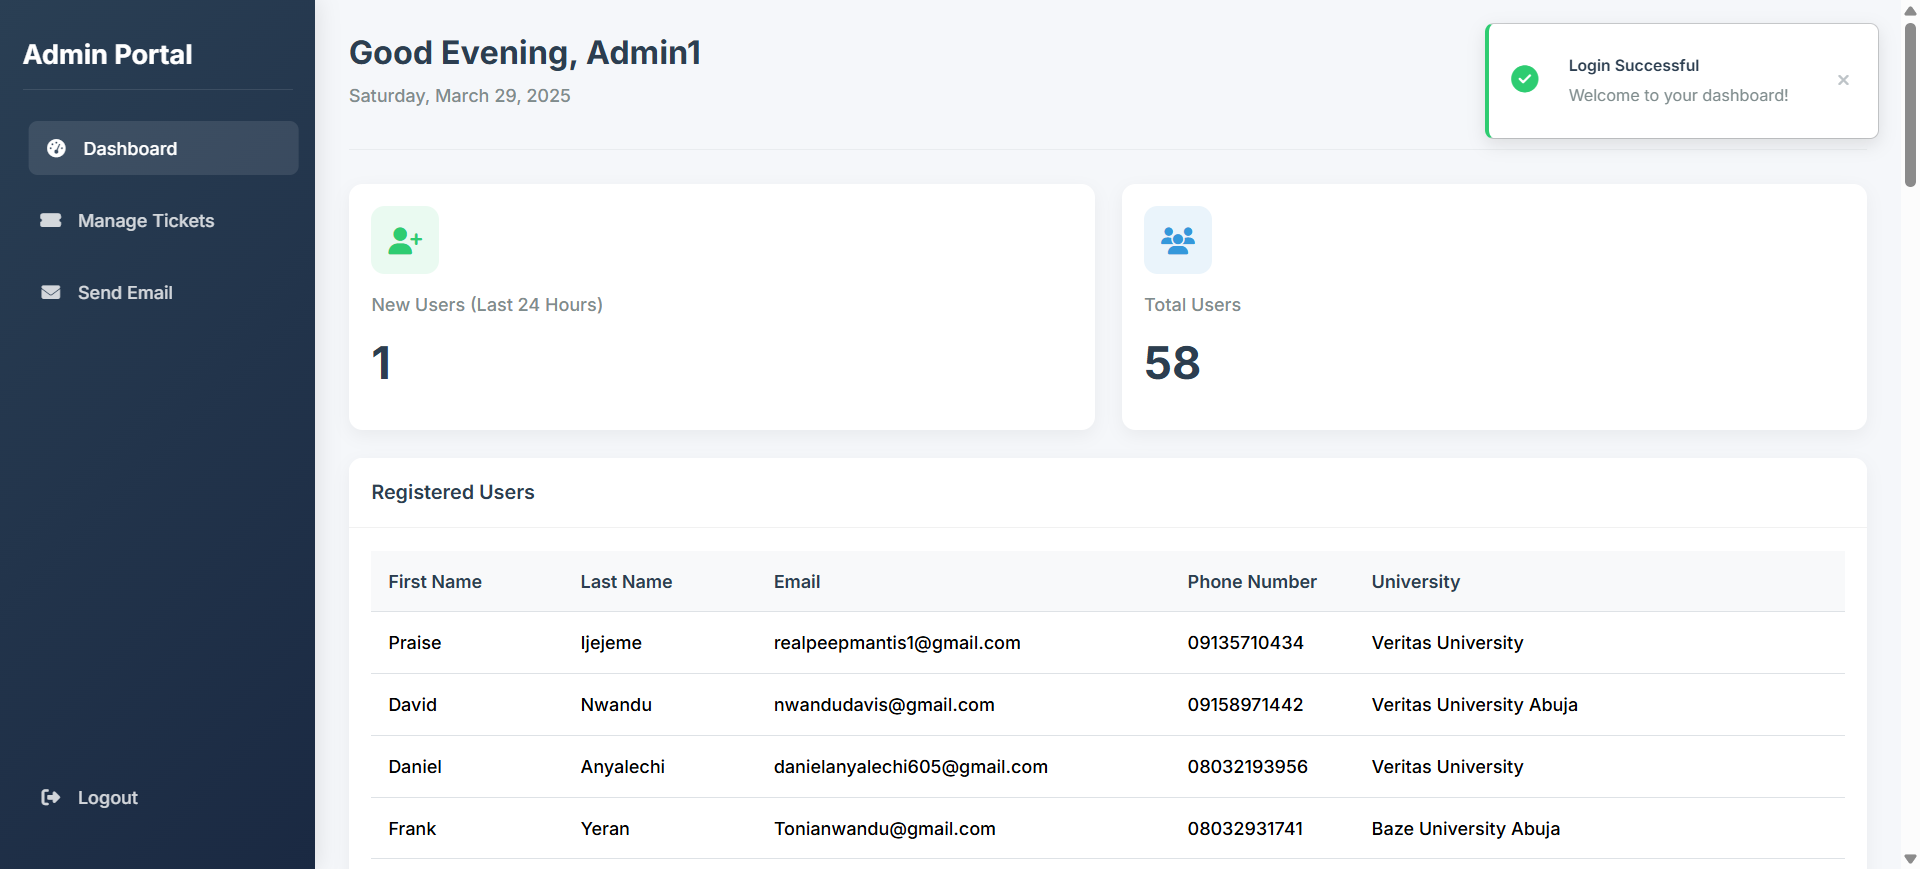 Admin Portal
Dashboard
Manage Tickets
Send Email
Logout
Good Evening, Admin1
Saturday, March 29, 2025
Login Successful
Welcome to your dashboard!
New Users (Last 24 Hours)
1
Total Users
58
Registered Users
First Name Last Name Email Phone Number University
Praise Ijejeme realpeepmantis1@gmail.com 09135710434 Veritas University
David Nwandu nwandudavis@gmail.com 09158971442 Veritas University Abuja
Daniel Anyalechi danielanyalechi605@gmail.com 08032193956 Veritas University
Frank Yeran Tonianwandu@gmail.com 08032931741 Baze University Abuja